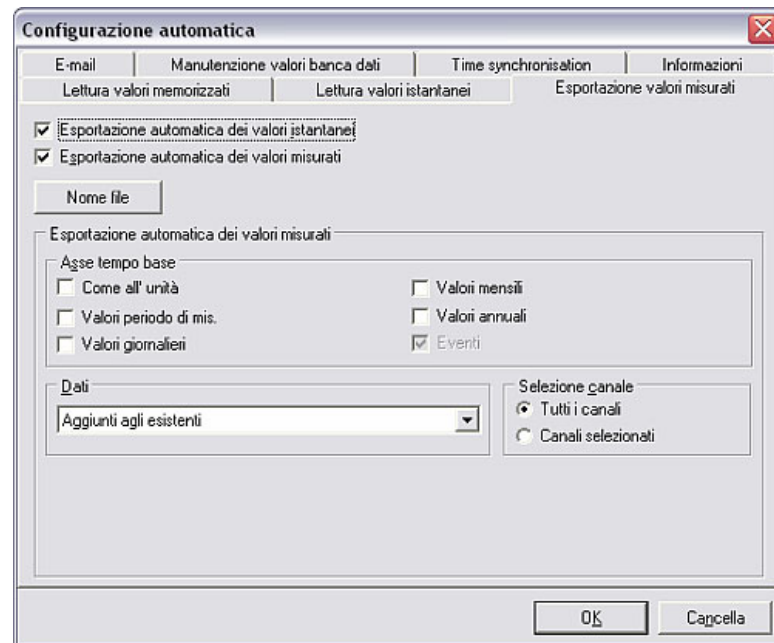 Configurazione automatica
E-mail
Manutenzione valori banca dati
Time synchronisation
Informazioni
Lettura valori memorizzati
Lettura valori istantanei
Esportazione valori misurati
Esportazione automatica dei valori istantanei
Esportazione automatica dei valori misurati
Nome file
Esportazione automatica dei valori misurati
Asse tempo base
Come all' unità
Valori mensili
Valori periodo di mis.
Valori annuali
Valori giornalieri
Eventi
Dati
Selezione canale
Aggiunti agli esistenti
Tutti i canali
Canali selezionati
OK
Cancella